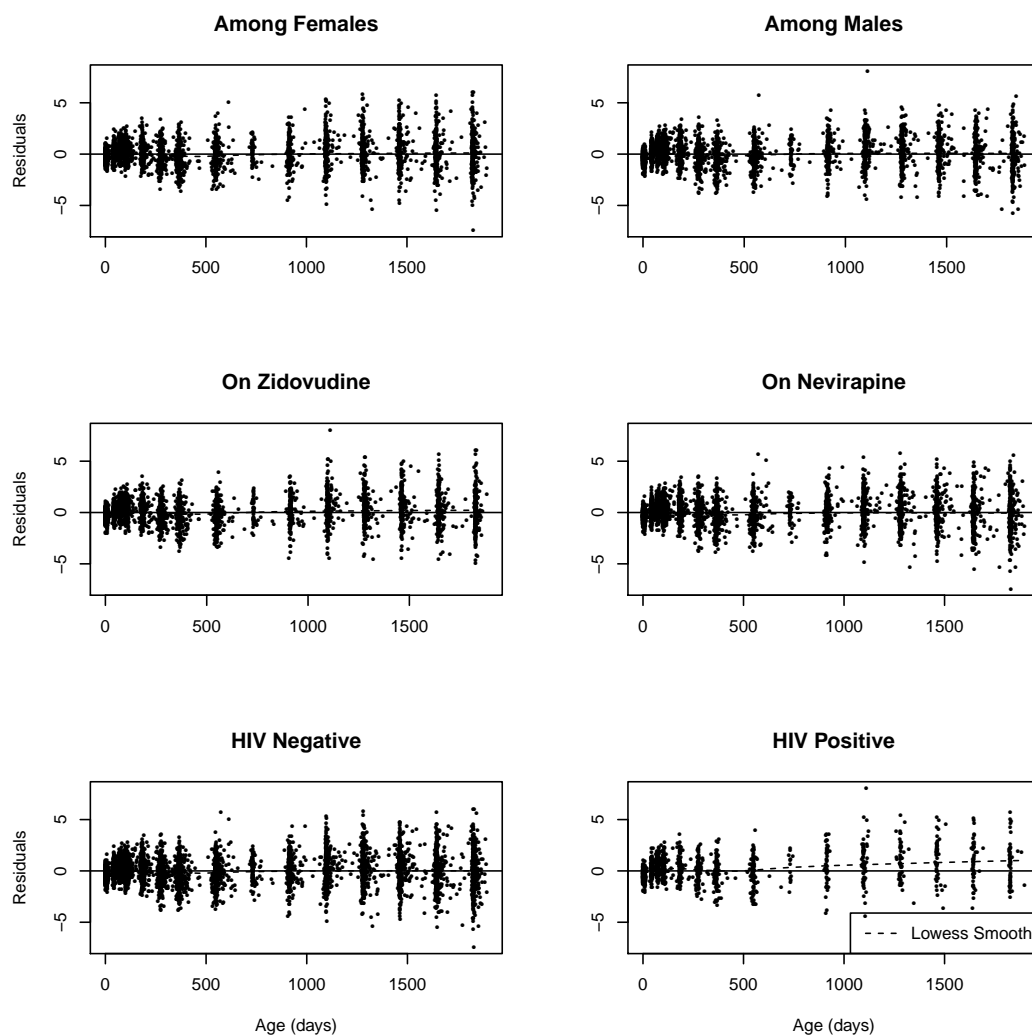 Among Females
Among Males
Residuals
5
0
−5
0 500 1000 1500
5
0
−5
0 500 1000 1500
On Zidovudine
On Nevirapine
Residuals
5
0
−5
0 500 1000 1500
5
0
−5
0 500 1000 1500
HIV Negative
HIV Positive
Residuals
5
0
−5
0 500 1000 1500
Age (days)
5
0
−5
Lowess Smooth
0 500 1000 1500
Age (days)